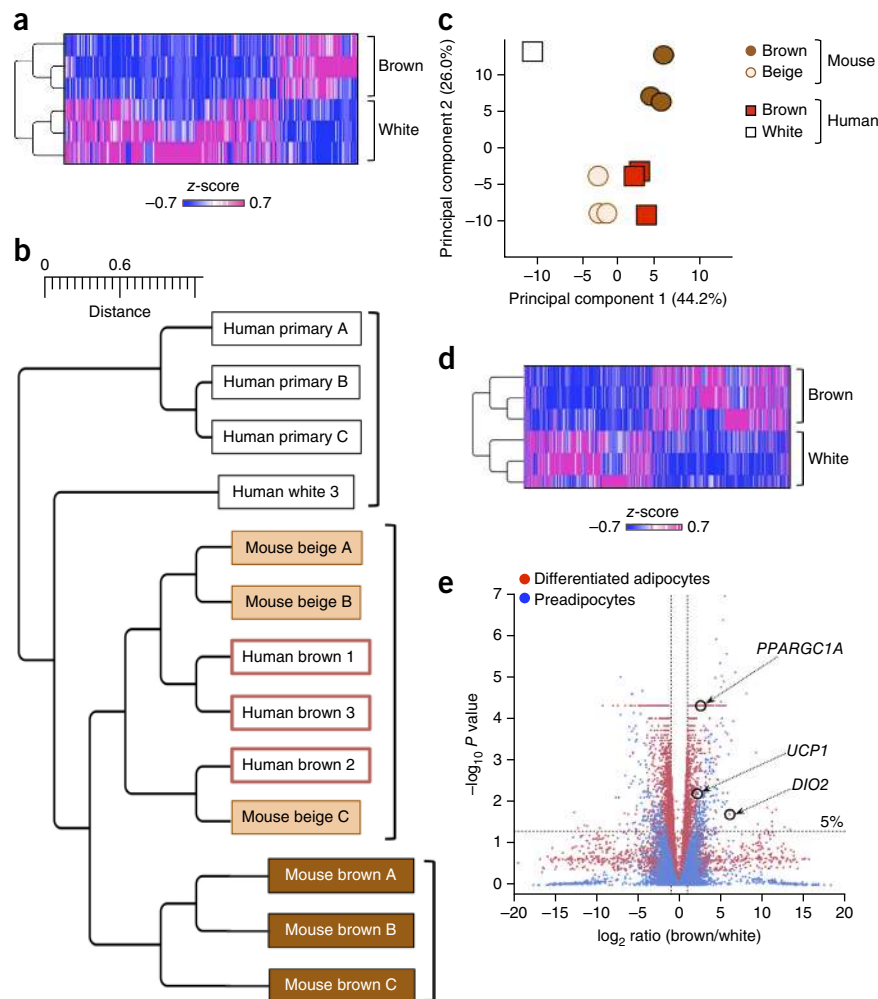 a
Brown
White
z-score
−0.7 0.7
b
0 0.6
Distance
Human primary A
Human primary B
Human primary C
Human white 3
Mouse beige A
Mouse beige B
Human brown 1
Human brown 3
Human brown 2
Mouse beige C
Mouse brown A
Mouse brown B
Mouse brown C
c
Principal component 2 (26.0%)
10
5
0
−5
−10
−10 −5 0 5 10
Principal component 1 (44.2%)
Brown
Beige
Mouse
Brown
White
Human
d
Brown
White
z-score
−0.7 0.7
e
Differentiated adipocytes
Preadipocytes
−log10 P value
7
6
5
4
3
2
1
0
PPARGC1A
UCP1
DIO2
5%
−20 −15 −10 −5 0 5 10 15 20
log2 ratio (brown/white)